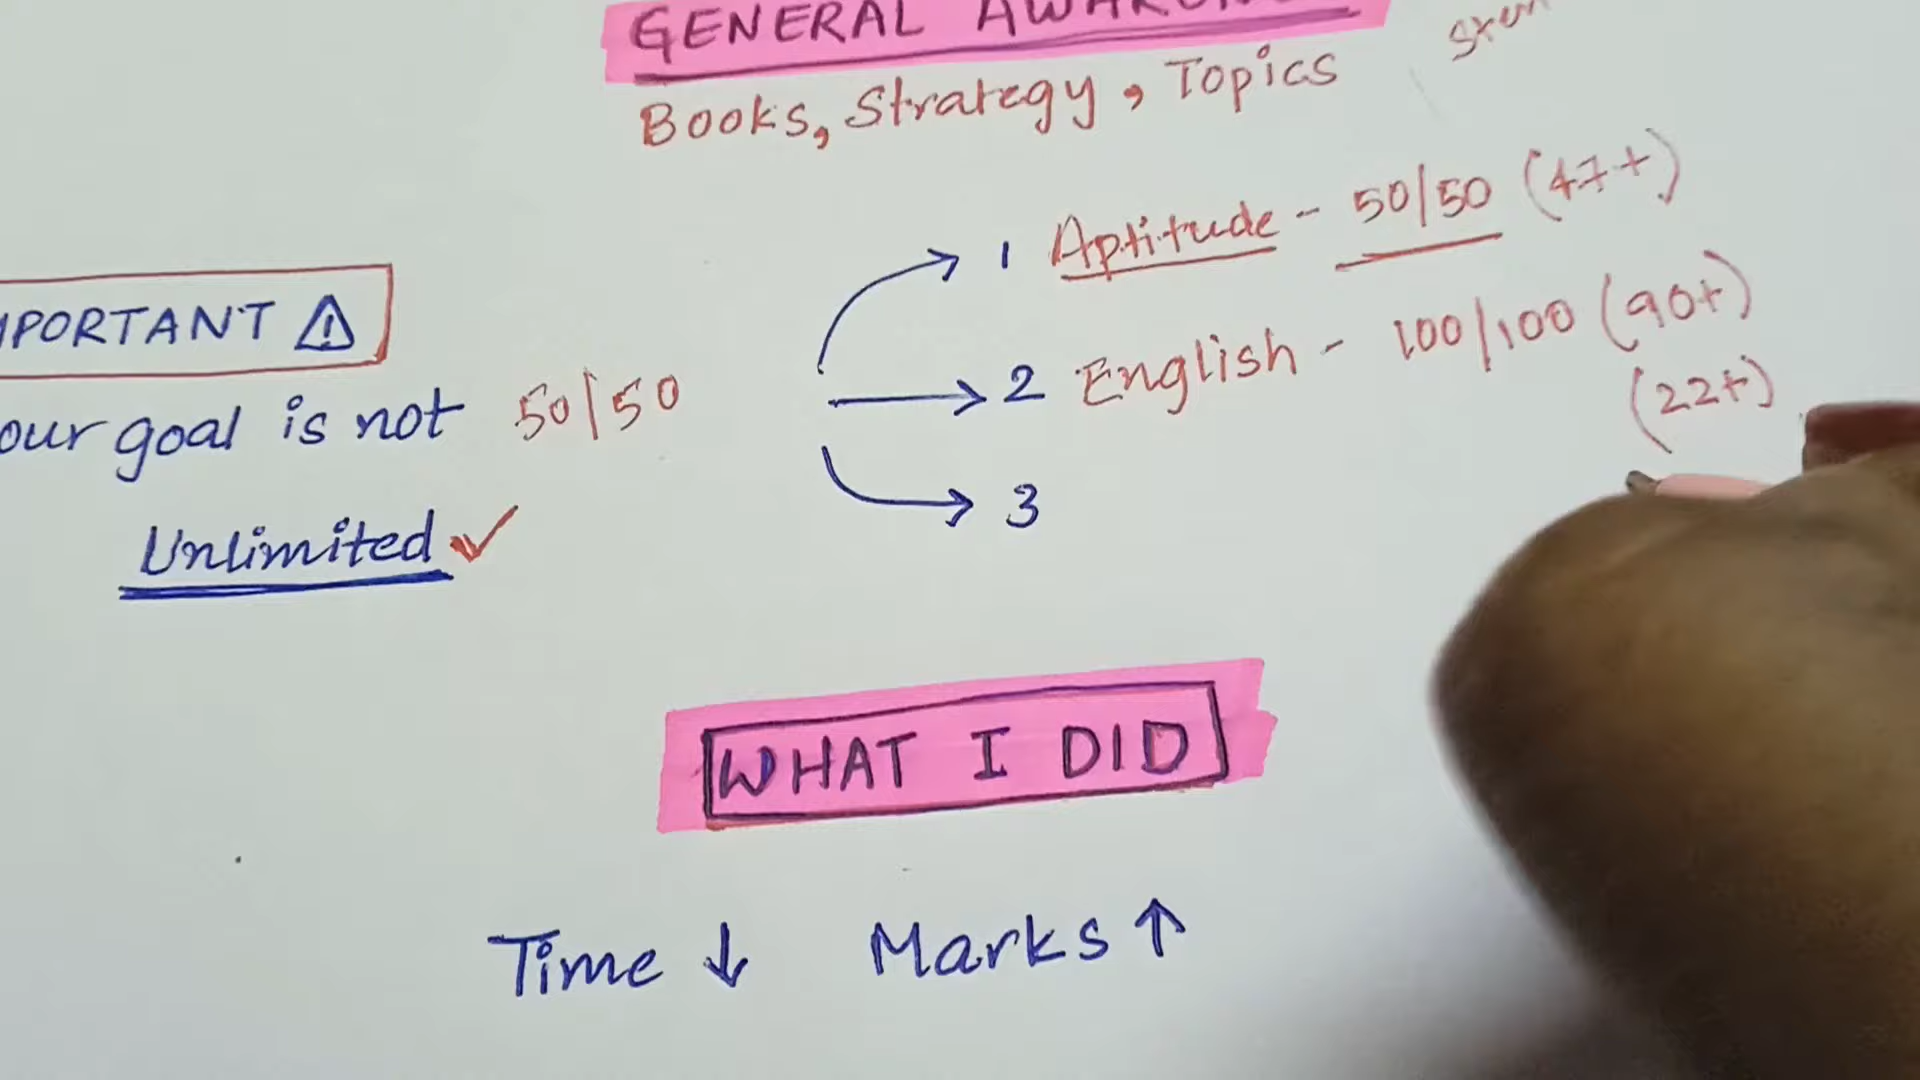 GENERAL
Books, Strategy, Topics
1 Aptitude - 50/50 (47+)
IMPORTANT ⚠
2 English - 100/100 (90+)
(22+)
our goal is not 50/50
3
Unlimited ✓
WHAT I DID
Time ↓ Marks ↑